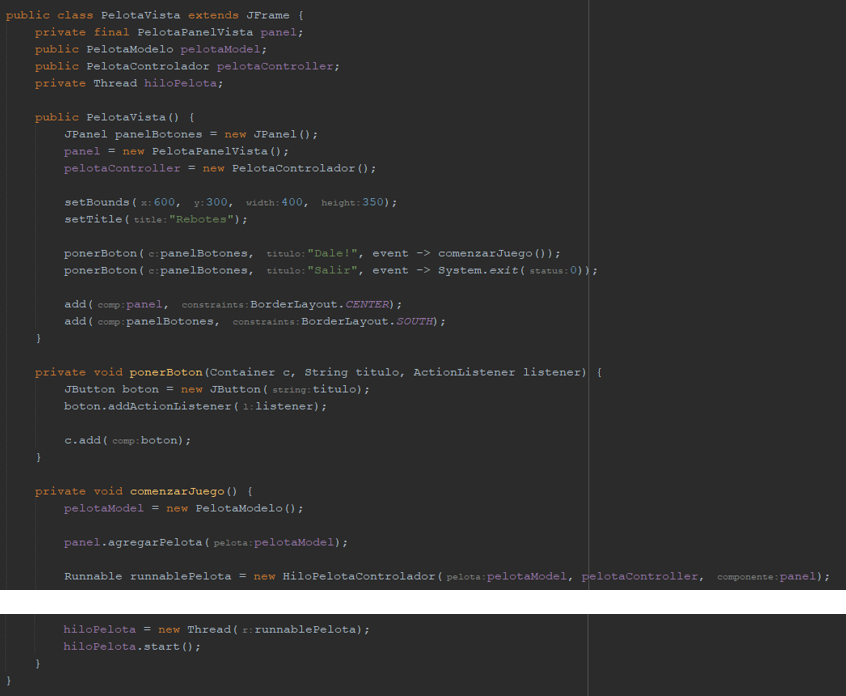 public class PelotaVista extends JFrame {
private final PelotaPanelVista panel;
public PelotaModelo pelotaModel;
public PelotaControlador pelotaController;
private Thread hiloPelota;
public PelotaVista() {
JPanel panelBotones = new JPanel();
panel = new PelotaPanelVista();
pelotaController = new PelotaControlador();
setBounds( x: 600, y: 300, width: 400, height: 350);
setTitle( title: "Rebotes");
ponerBoton( c: panelBotones, titulo: "Dale!", event -> comenzarJuego());
ponerBoton( c: panelBotones, titulo: "Salir", event -> System.exit( status: 0));
add( comp: panel, constraints: BorderLayout.CENTER);
add( comp: panelBotones, constraints: BorderLayout.SOUTH);
}
private void ponerBoton(Container c, String titulo, ActionListener listener) {
JButton boton = new JButton( string: titulo);
boton.addActionListener( l: listener);
c.add( comp: boton);
}
private void comenzarJuego() {
pelotaModel = new PelotaModelo();
panel.agregarPelota( pelota: pelotaModel);
Runnable runnablePelota = new HiloPelotaControlador( pelota: pelotaModel, pelotaController, componente: panel);
hiloPelota = new Thread( r: runnablePelota);
hiloPelota.start();
}
}